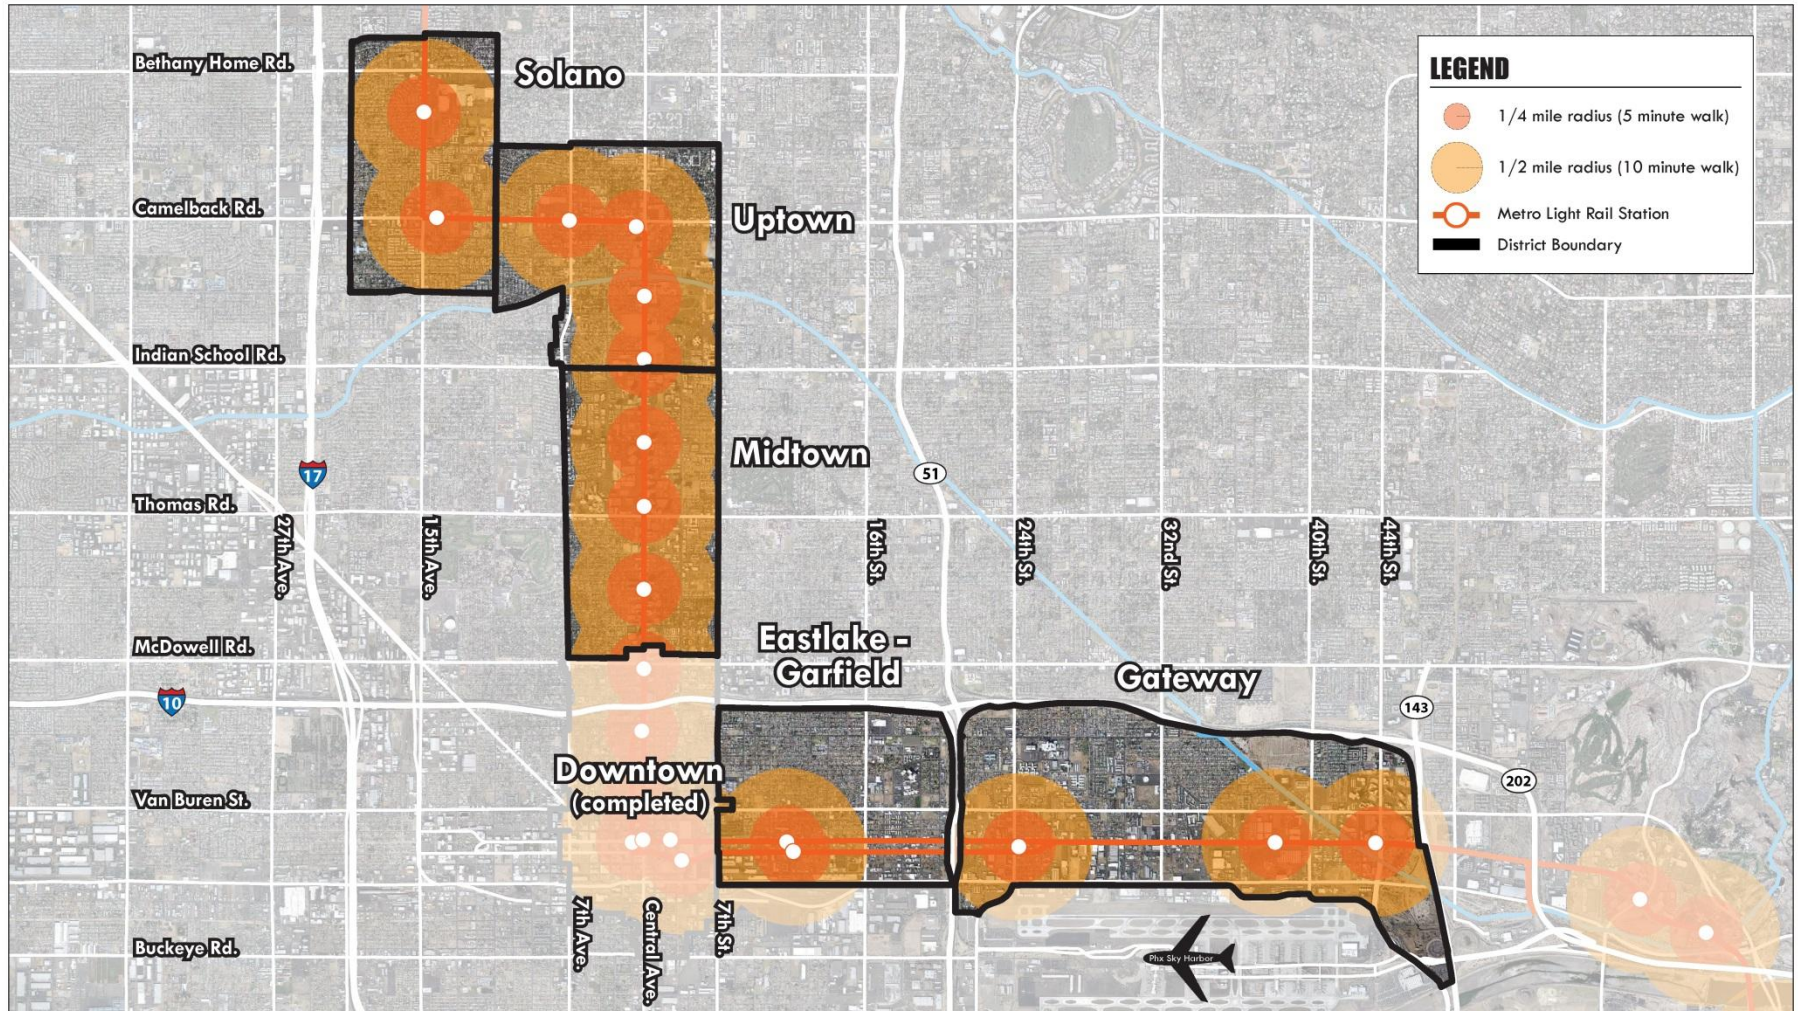 Bethany Home Rd.
Solano
LEGEND
1/4 mile radius (5 minute walk)
1/2 mile radius (10 minute walk)
Metro Light Rail Station
District Boundary
Camelback Rd.
Uptown
Indian School Rd.
Midtown
17
51
Thomas Rd.
27th Ave.
15th Ave.
16th St.
24th St.
32nd St.
40th St.
44th St.
McDowell Rd.
Eastlake -
Garfield
Gateway
10
143
Downtown
(completed)
202
Van Buren St.
7th Ave.
Central Ave.
7th St.
Buckeye Rd.
Phx Sky Harbor